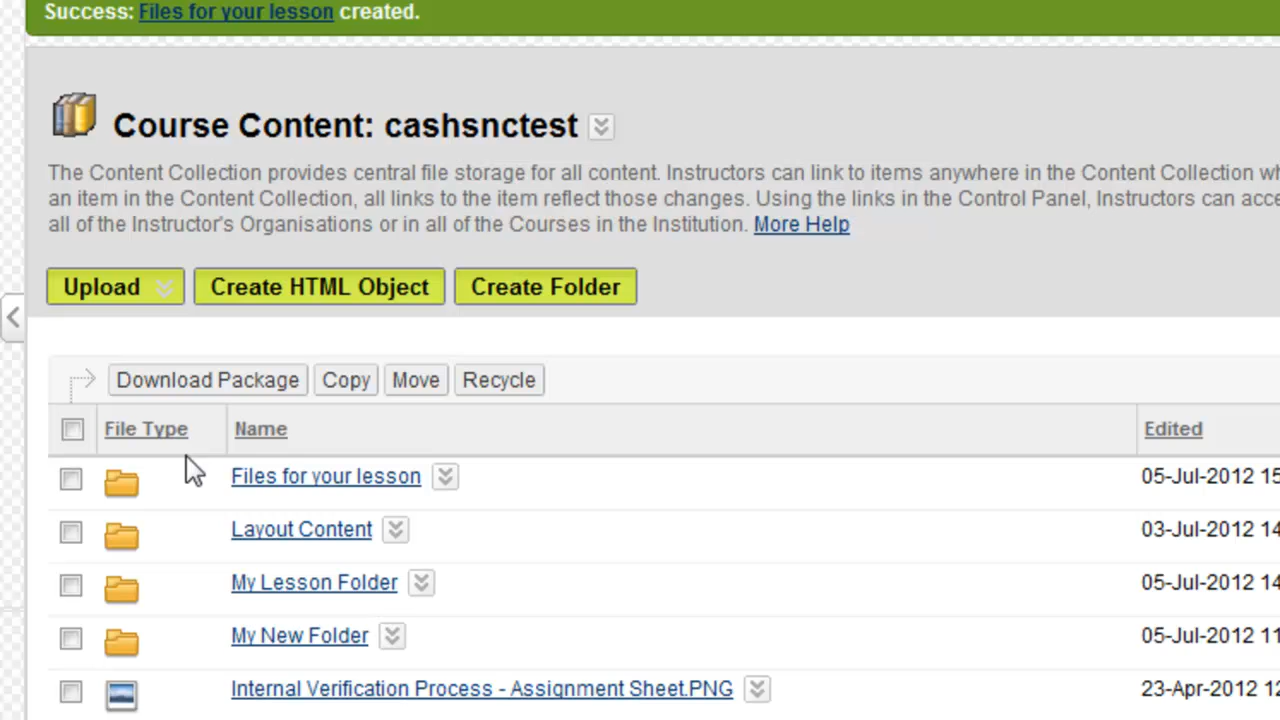 Success: Files for your lesson created.
Course Content: cashsnctest
The Content Collection provides central file storage for all content. Instructors can link to items anywhere in the Content Collection
an item in the Content Collection, all links to the item reflect those changes. Using the links in the Control Panel, Instructors can
all of the Instructor's Organisations or in all of the Courses in the Institution. More Help
Upload Create HTML Object Create Folder
Download Package Copy Move Recycle
File Type Name Edited
Files for your lesson 05-Jul-2012 15
Layout Content 03-Jul-2012 14
My Lesson Folder 05-Jul-2012 14
My New Folder 05-Jul-2012 11
Internal Verification Process - Assignment Sheet.PNG 23-Apr-2012 12